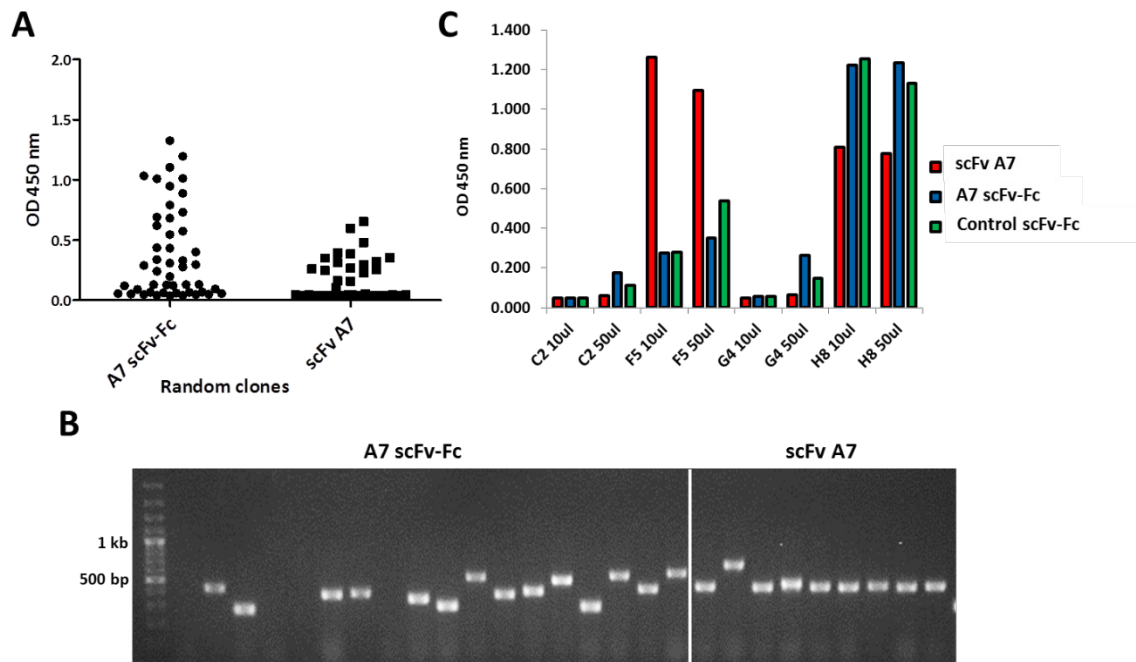 A
OD 450 nm
2.0
1.5
1.0
0.5
0.0
A7 scFv-Fc
scFv A7
Random clones
C
OD 450 nm
1.400
1.200
1.000
0.800
0.600
0.400
0.200
0.000
C2 10ul
C2 50ul
F5 10ul
F5 50ul
G4 10ul
G4 50ul
H8 10ul
H8 50ul
scFv A7
A7 scFv-Fc
Control scFv-Fc
B
A7 scFv-Fc
scFv A7
1 kb
500 bp